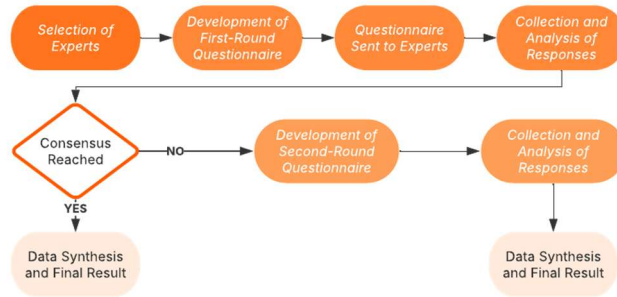 Selection of
Experts
Development of
First-Round
Questionnaire
Questionnaire
Sent to Experts
Collection and
Analysis of
Responses
Consensus
Reached
NO
Development of
Second-Round
Questionnaire
Collection and
Analysis of
Responses
YES
Data Synthesis
and Final Result
Data Synthesis
and Final Result